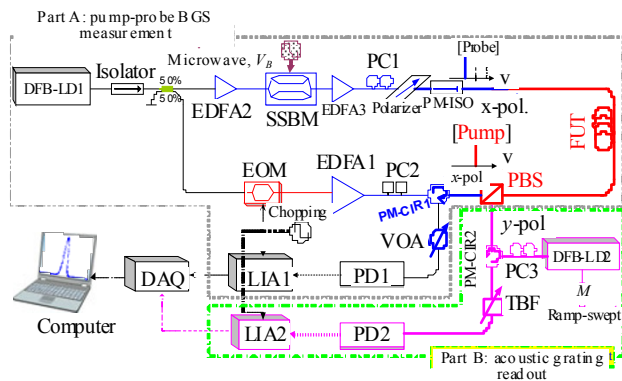 Part A: pump-probe BGS
measurement
Microwave, V_B
[Probe]
DFB-LD1
Isolator
50%
50%
EDFA2
SSBM
EDFA3
PC1
Polarizer
PM-ISO
ν
x-pol.
FUT
[Pump]
ν
x-pol
EOM
EDFA1
PC2
PM-CIR1
PBS
Chopping
VOA
y-pol
PM-CIR2
PC3
DFB-LD2
M
Ramp-swept
DAQ
LIA1
PD1
TBF
Computer
LIA2
PD2
Part B: acoustic grating
readout